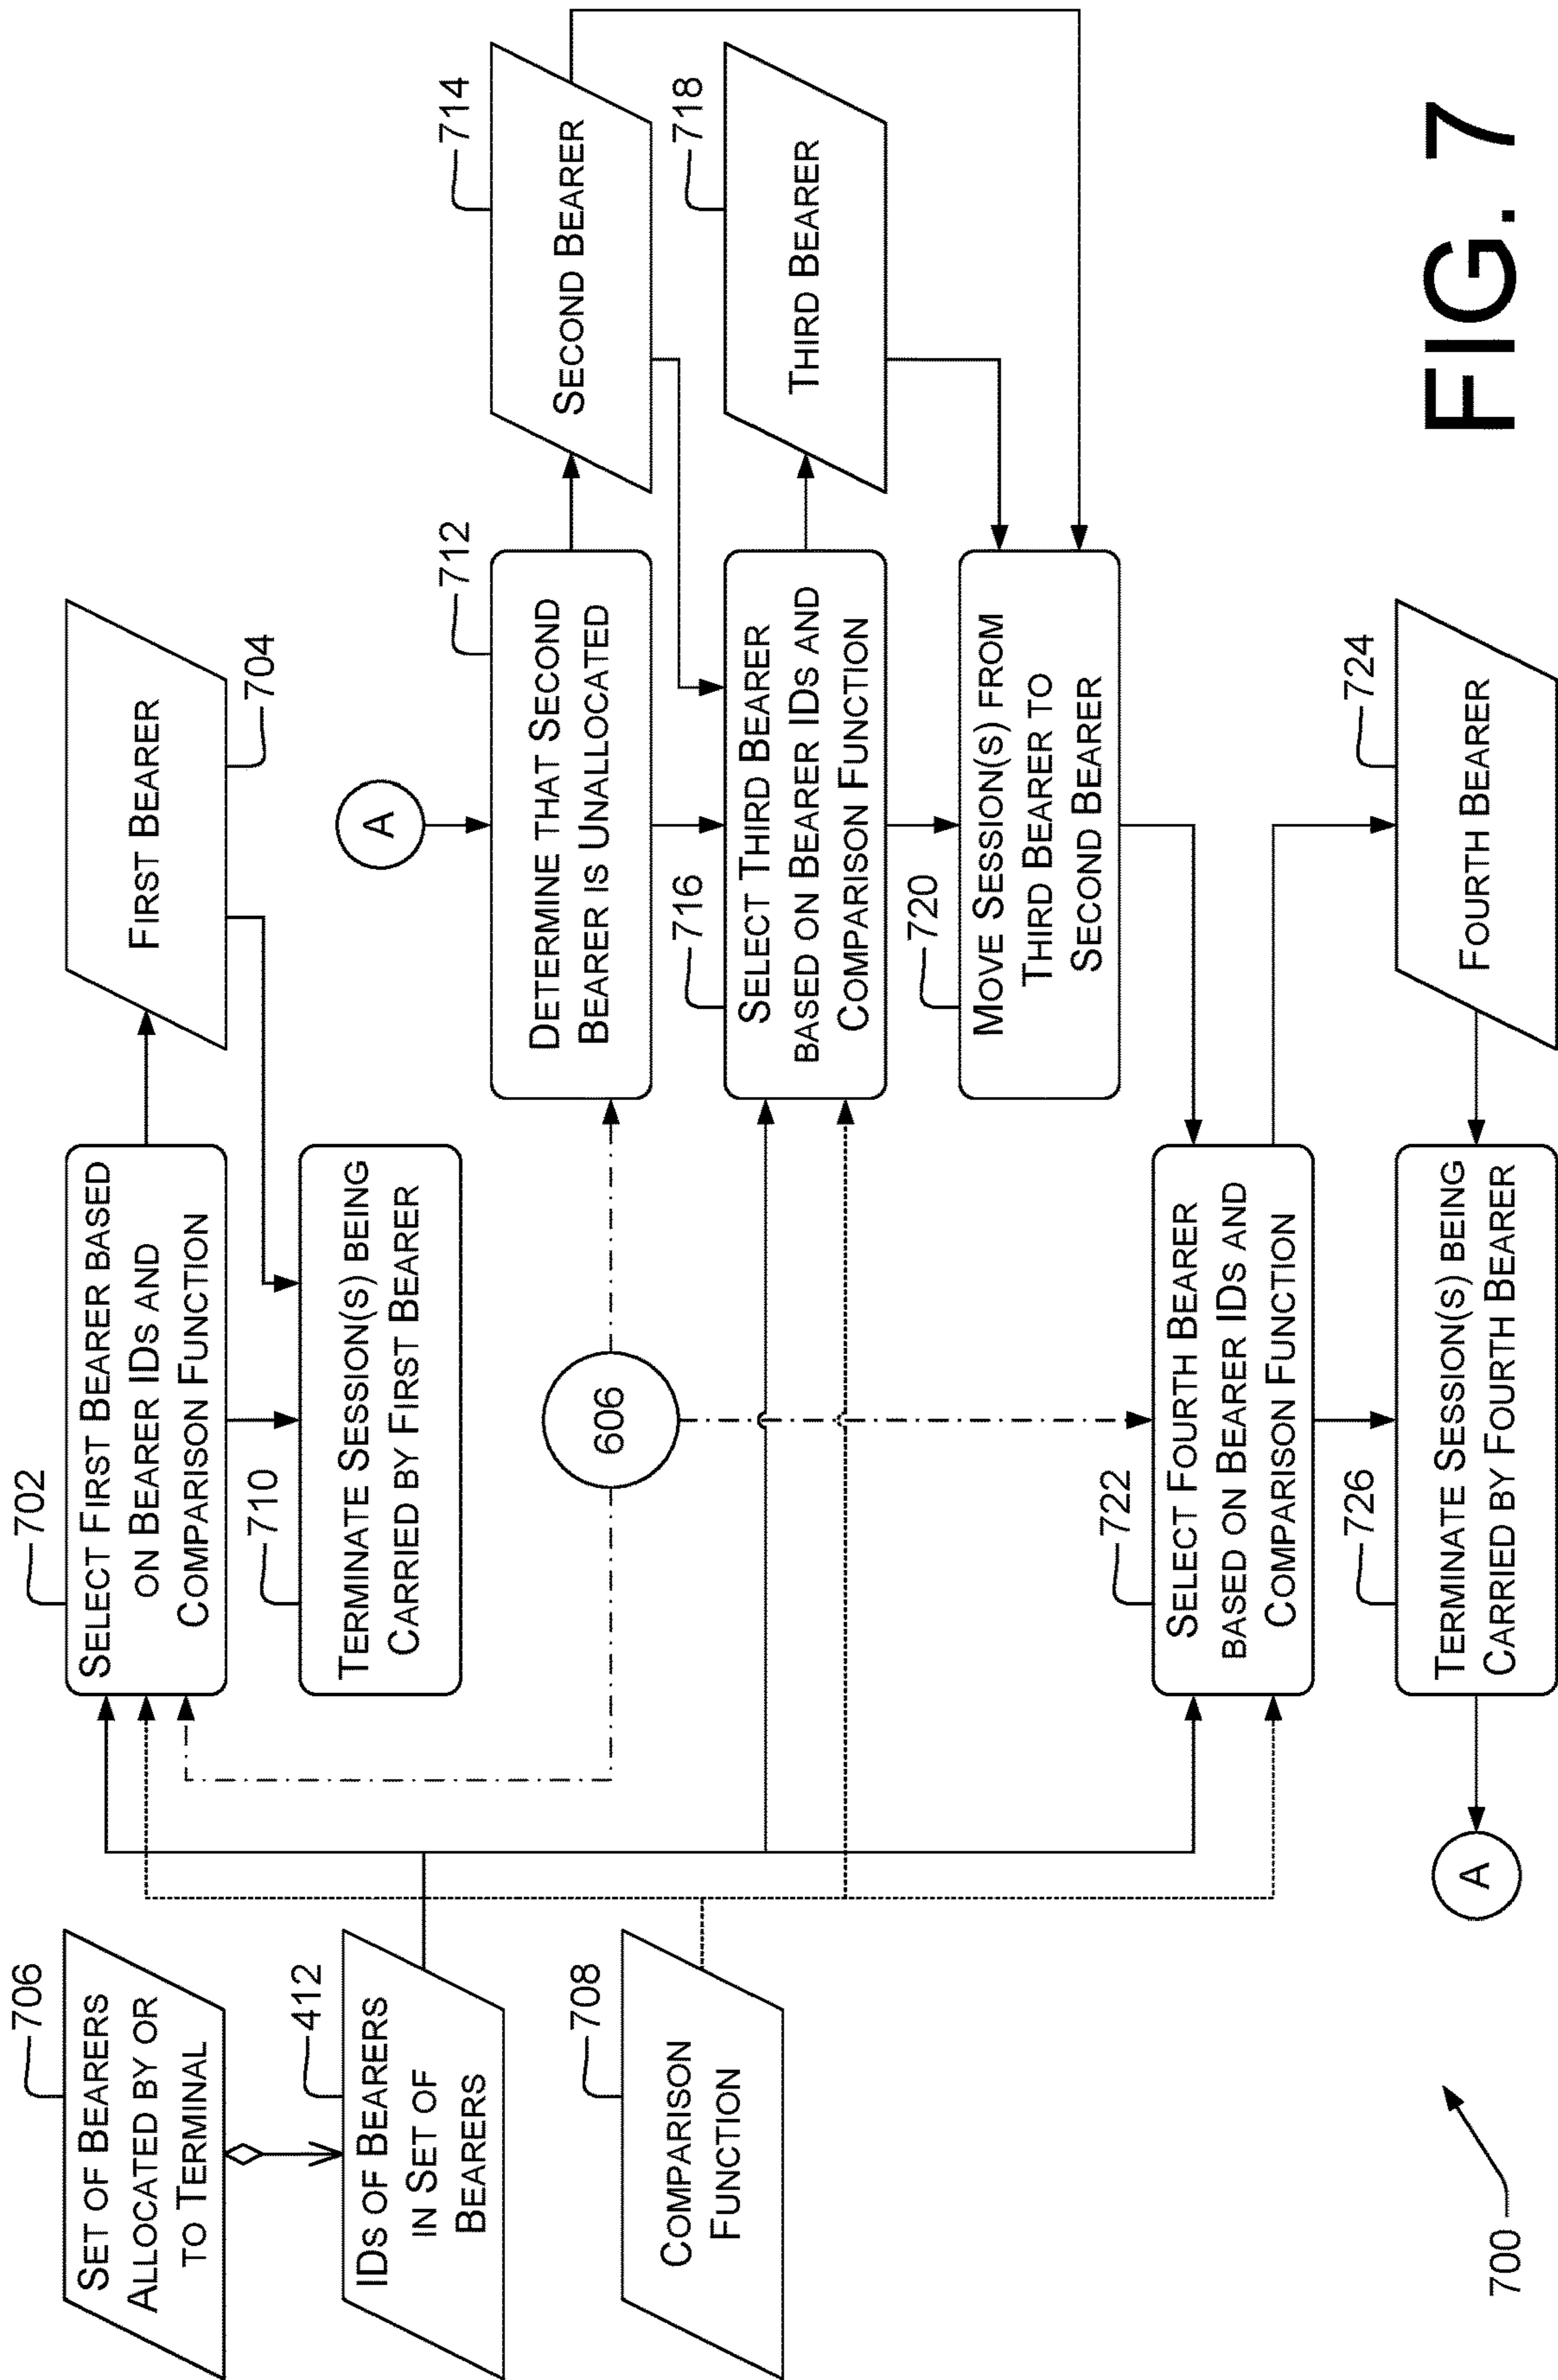 706
SET OF BEARERS
ALLOCATED BY OR
TO TERMINAL
412
IDS OF BEARERS
IN SET OF
BEARERS
708
COMPARISON
FUNCTION
700
702
SELECT FIRST BEARER BASED
ON BEARER IDS AND
COMPARISON FUNCTION
710
TERMINATE SESSION(S) BEING
CARRIED BY FIRST BEARER
606
FIRST BEARER
704
A
712
DETERMINE THAT SECOND
BEARER IS UNALLOCATED
714
SECOND BEARER
716
SELECT THIRD BEARER
BASED ON BEARER IDS AND
COMPARISON FUNCTION
718
THIRD BEARER
720
MOVE SESSION(S) FROM
THIRD BEARER TO
SECOND BEARER
722
SELECT FOURTH BEARER
BASED ON BEARER IDS AND
COMPARISON FUNCTION
724
FOURTH BEARER
726
TERMINATE SESSION(S) BEING
CARRIED BY FOURTH BEARER
A
FIG. 7